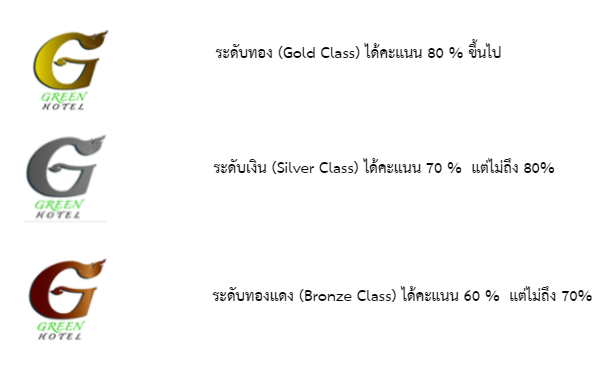 G
GREEN
HOTEL
ระดับทอง (Gold Class) ได้คะแนน 80 % ขึ้นไป
G
GREEN
HOTEL
ระดับเงิน (Silver Class) ได้คะแนน 70 % แต่ไม่ถึง 80%
G
GREEN
HOTEL
ระดับทองแดง (Bronze Class) ได้คะแนน 60 % แต่ไม่ถึง 70%